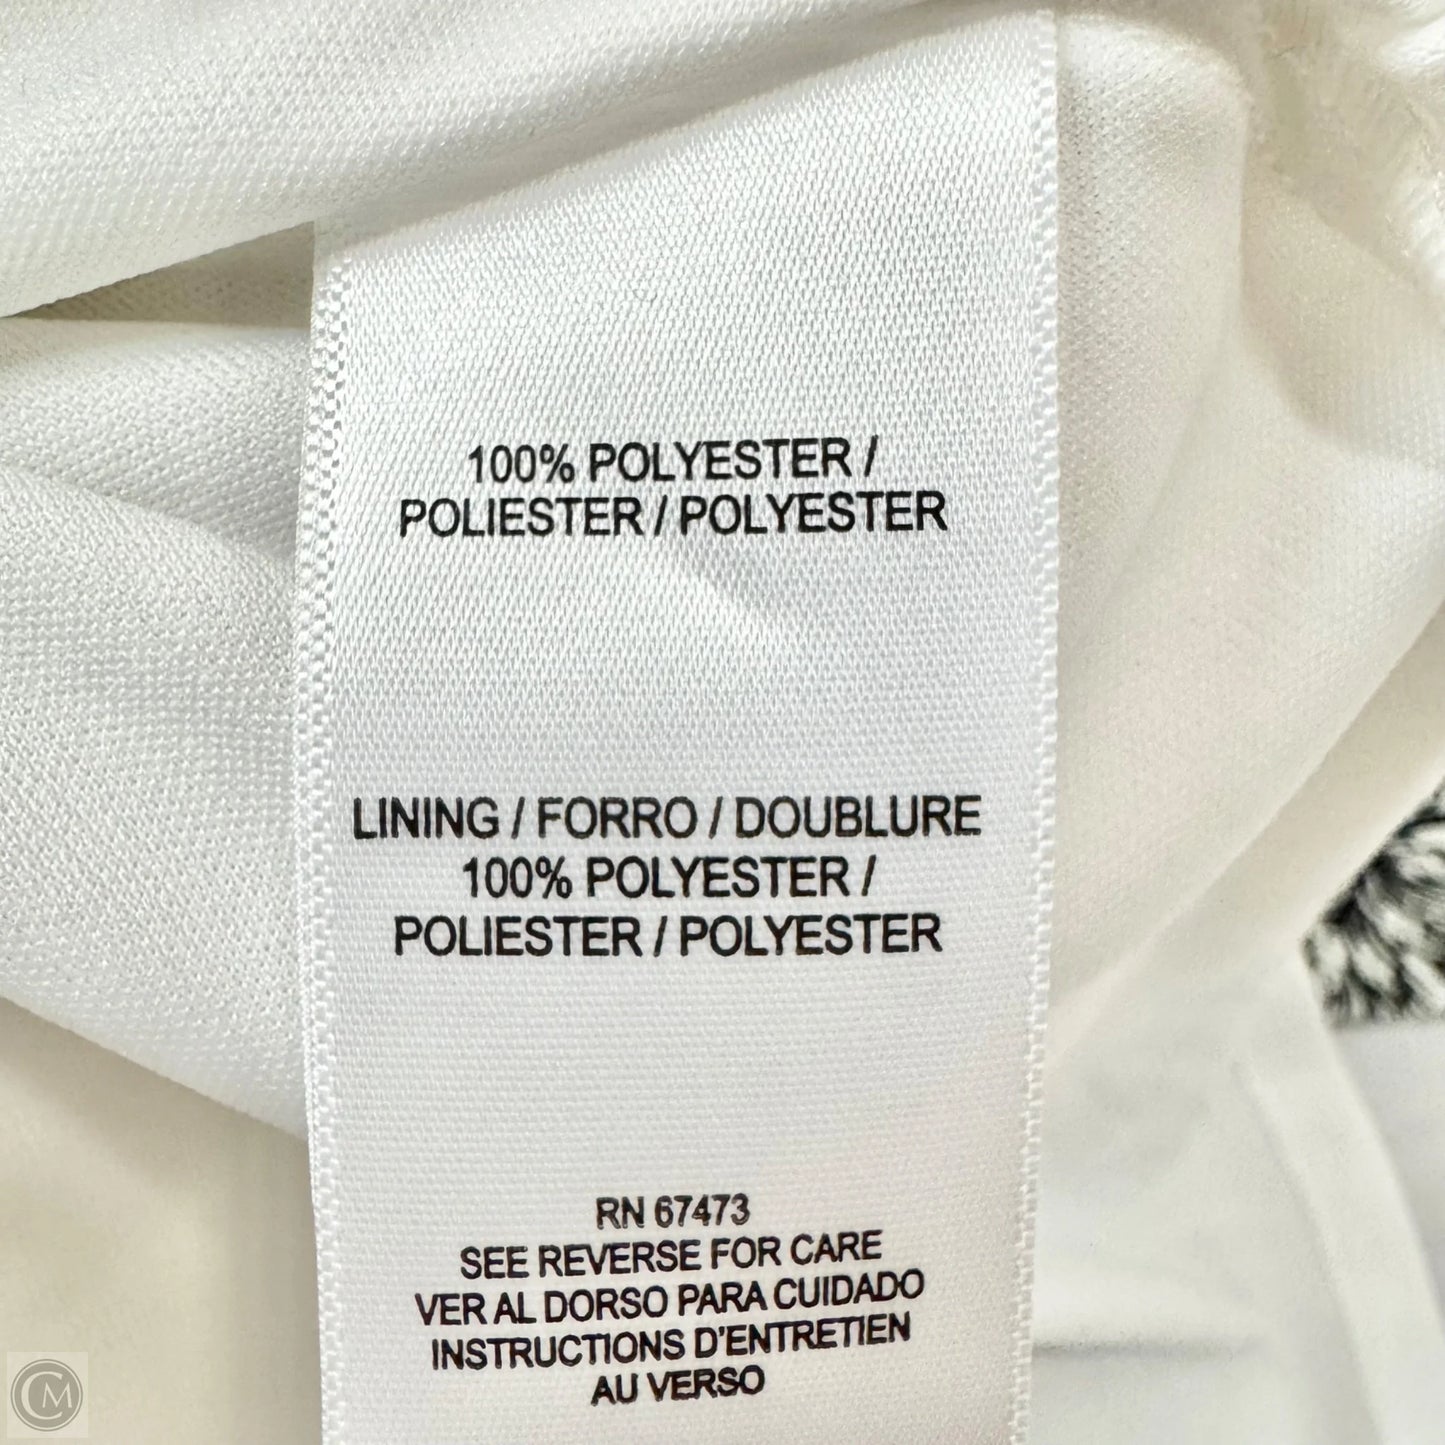 100% POLYESTER /
POLIESTER / POLYESTER
LINING / FORRO / DOUBLURE
100% POLYESTER /
POLIESTER / POLYESTER
RN 67473
SEE REVERSE FOR CARE
VER AL DORSO PARA CUIDADO
INSTRUCTIONS D'ENTRETIEN
AU VERSO
CM